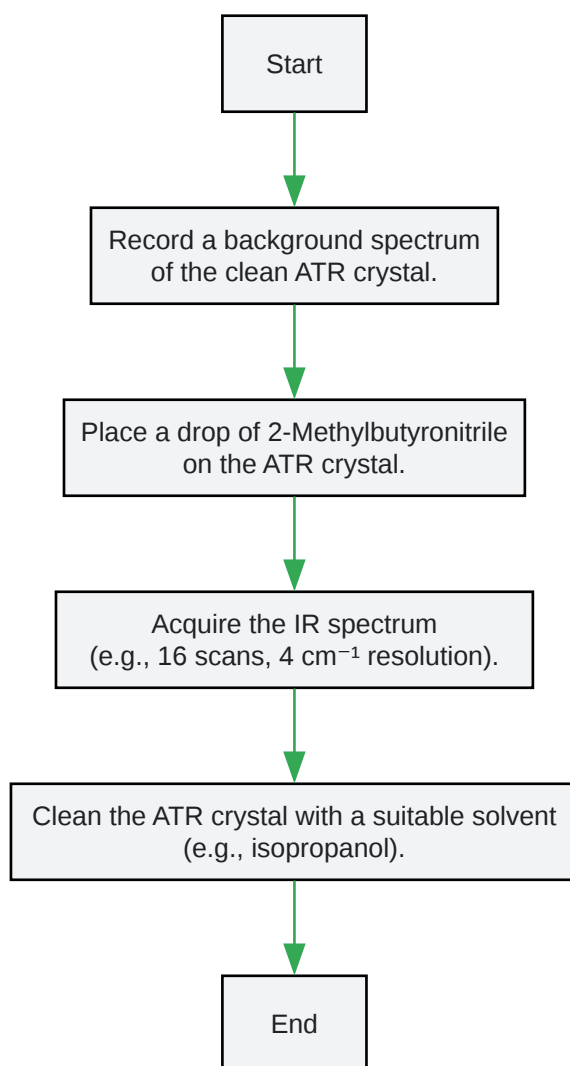 Start
Record a background spectrum
of the clean ATR crystal.
Place a drop of 2-Methylbutyronitrile
on the ATR crystal.
Acquire the IR spectrum
(e.g., 16 scans, 4 cm⁻¹ resolution).
Clean the ATR crystal with a suitable solvent
(e.g., isopropanol).
End